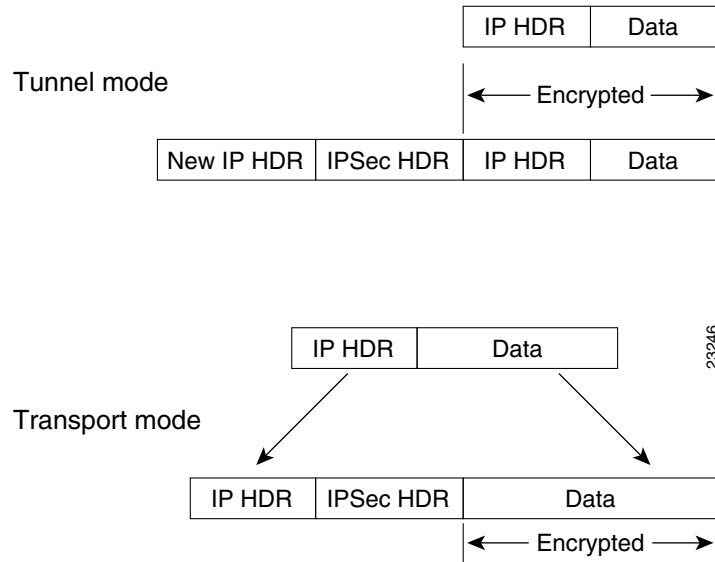 IP HDR Data
Tunnel mode
Encrypted
New IP HDR IPSec HDR IP HDR Data
IP HDR Data
23246
Transport mode
IP HDR IPSec HDR Data
Encrypted